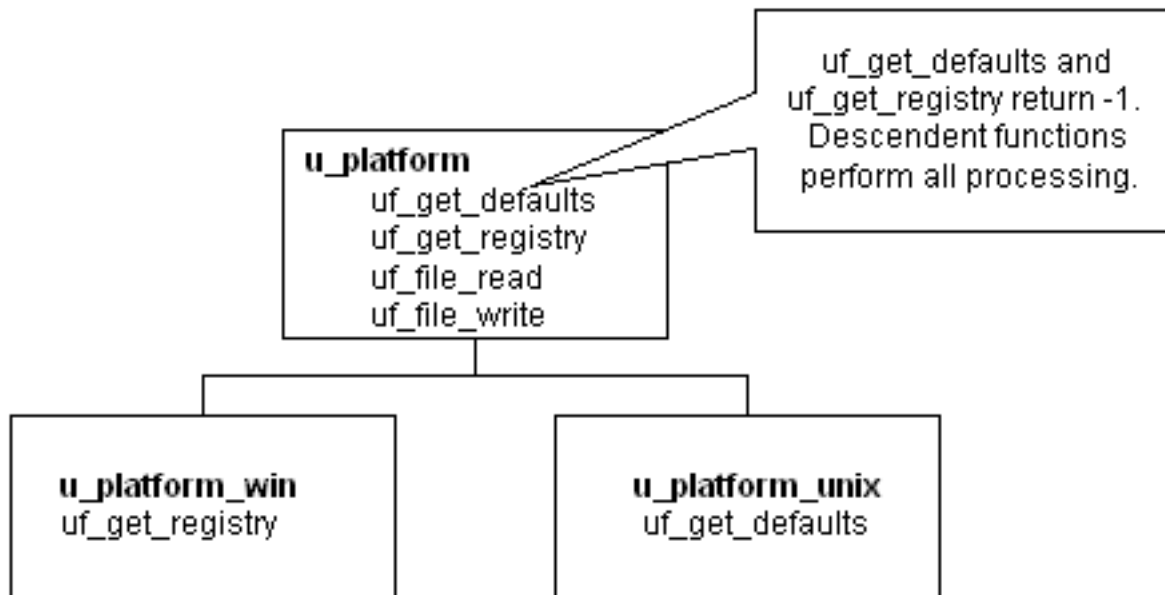 uf_get_defaults and
uf_get_registry return -1.
Descendent functions
perform all processing.
u_platform
uf_get_defaults
uf_get_registry
uf_file_read
uf_file_write
u_platform_win
uf_get_registry
u_platform_unix
uf_get_defaults